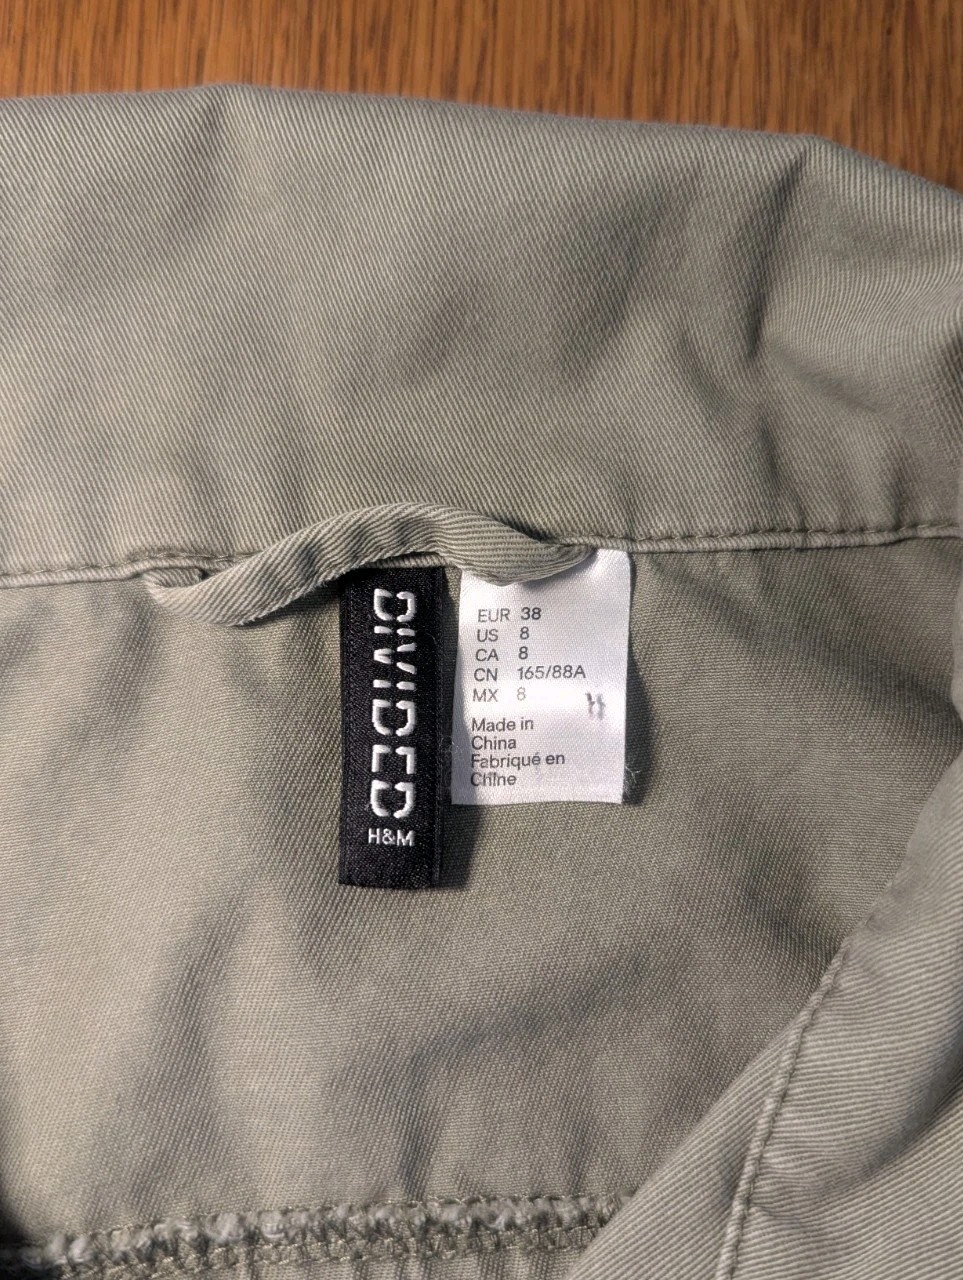 DIVIDED
H&M
EUR 38
US 8
CA 8
CN 165/88A
MX 8
Made in
China
Fabriqué en
Chine